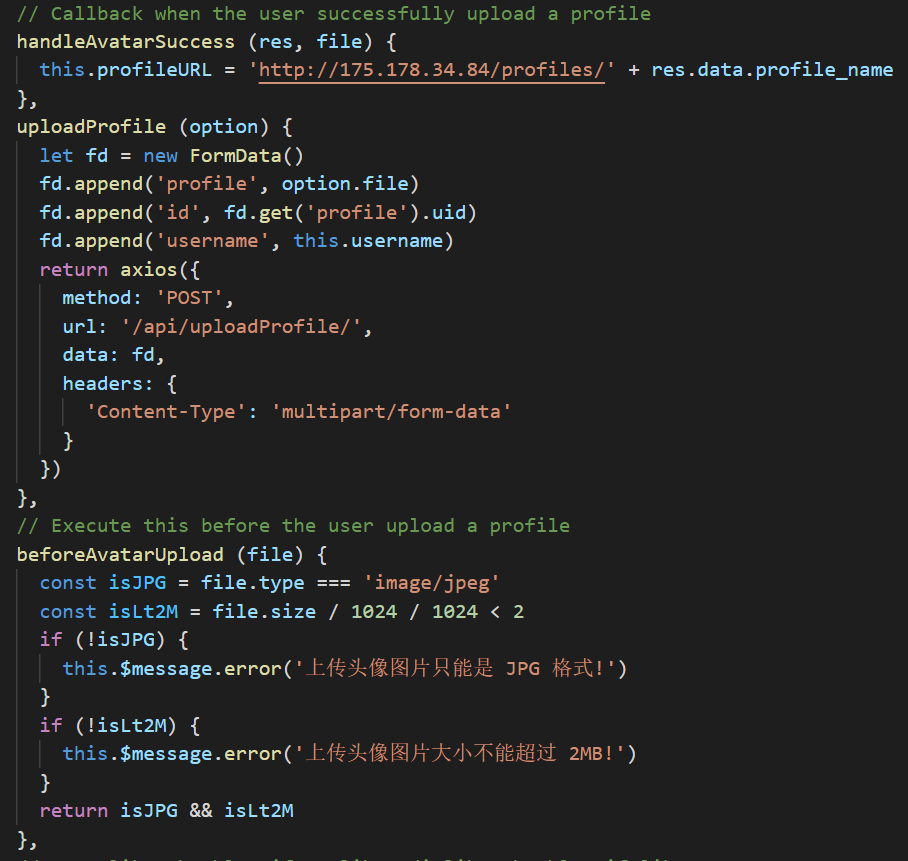 // Callback when the user successfully upload a profile
handleAvatarSuccess (res, file) {
this.profileURL = 'http://175.178.34.84/profiles/' + res.data.profile_name
},
uploadProfile (option) {
let fd = new FormData()
fd.append('profile', option.file)
fd.append('id', fd.get('profile').uid)
fd.append('username', this.username)
return axios({
method: 'POST',
url: '/api/uploadProfile/',
data: fd,
headers: {
'Content-Type': 'multipart/form-data'
}
})
},
// Execute this before the user upload a profile
beforeAvatarUpload (file) {
const isJPG = file.type === 'image/jpeg'
const isLt2M = file.size / 1024 / 1024 < 2
if (!isJPG) {
this.$message.error('上传头像图片只能是 JPG 格式!')
}
if (!isLt2M) {
this.$message.error('上传头像图片大小不能超过 2MB!')
}
return isJPG && isLt2M
},